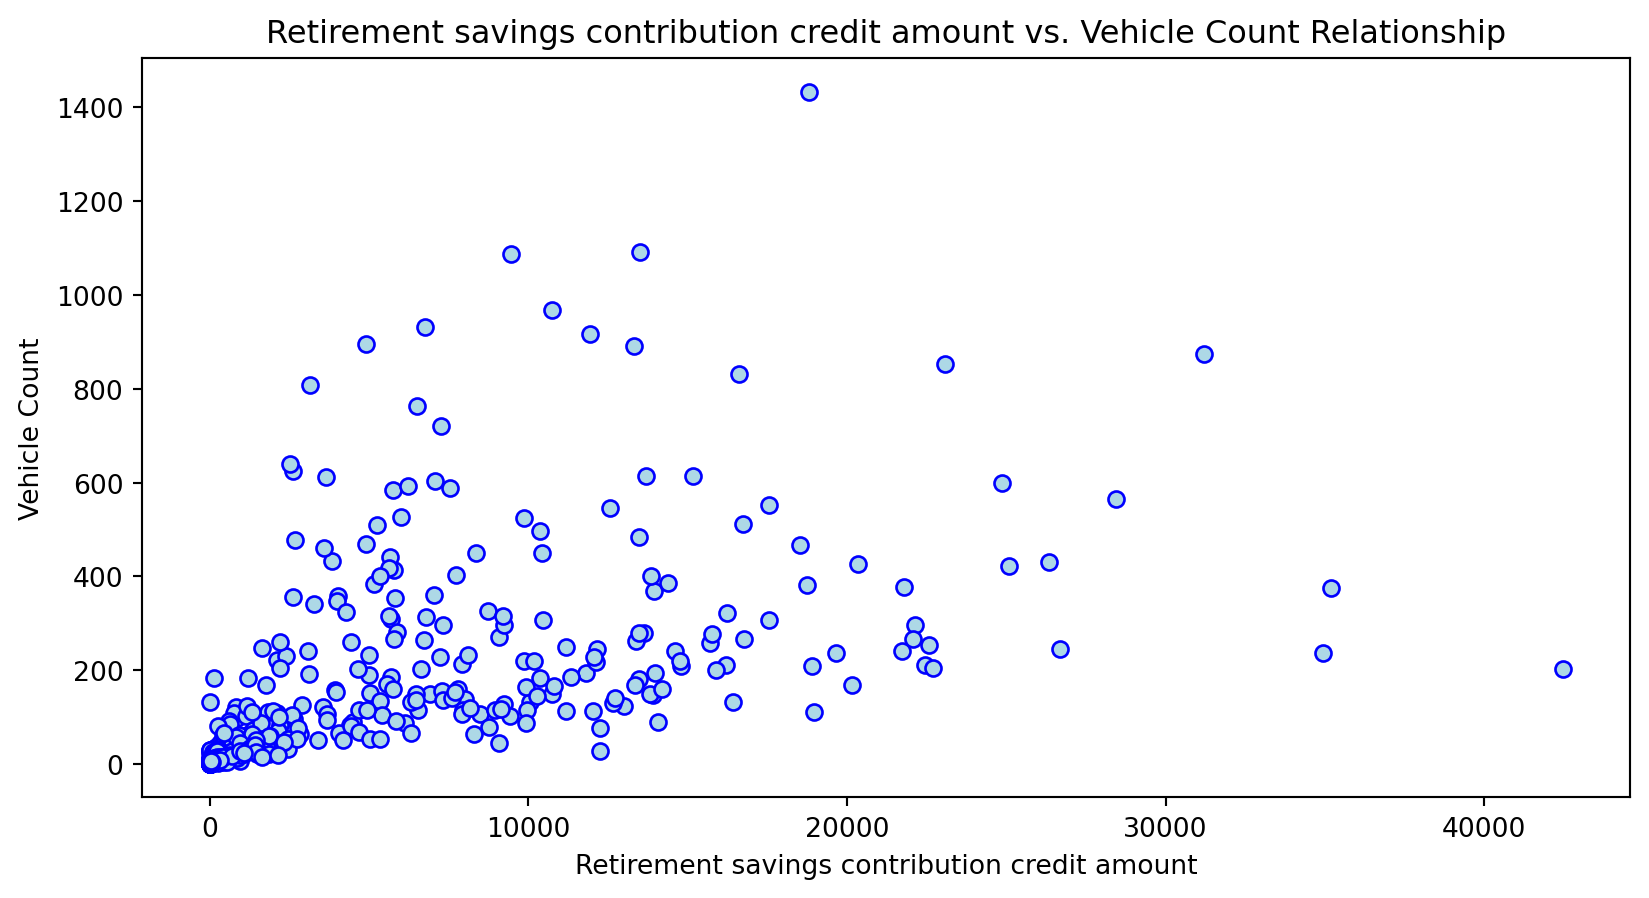 Retirement savings contribution credit amount vs. Vehicle Count Relationship
1400
1200
1000
800
600
400
200
0
Vehicle Count
0 10000 20000 30000 40000
Retirement savings contribution credit amount